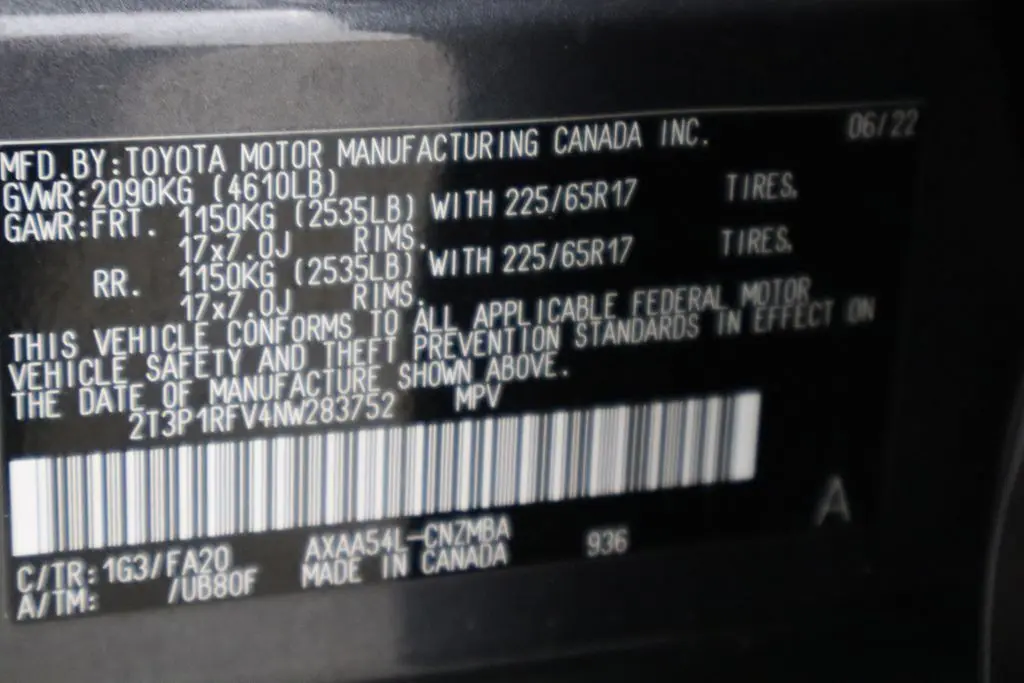 06/22
MFD.BY:TOYOTA MOTOR MANUFACTURING CANADA INC.
GVWR:2090KG (4610LB)
GAWR:FRT. 1150KG (2535LB) WITH 225/65R17 TIRES.
17x7.0J RIMS.
RR. 1150KG (2535LB) WITH 225/65R17 TIRES.
17x7.0J RIMS.
THIS VEHICLE CONFORMS TO ALL APPLICABLE FEDERAL MOTOR
VEHICLE SAFETY AND THEFT PREVENTION STANDARDS IN EFFECT ON
THE DATE OF MANUFACTURE SHOWN ABOVE.
2T3P1RFV4NW283752 MPV
A
C/TR:1G3/FA20 AXAA54L-CNZMBA 936
A/TM: /UB80F MADE IN CANADA